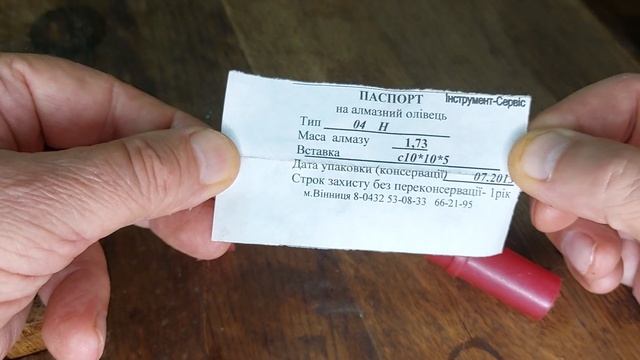 ПАСПОРТ Інструмент-Сервіс
на алмазний олівець
Тип 04 Н
Маса алмазу 1,73
Вставка с10*10*5
Дата упаковки (консервації)
Строк захисту без переконсервації- 1рік
м.Вінниця 8-0432 53-08-33 66-21-95